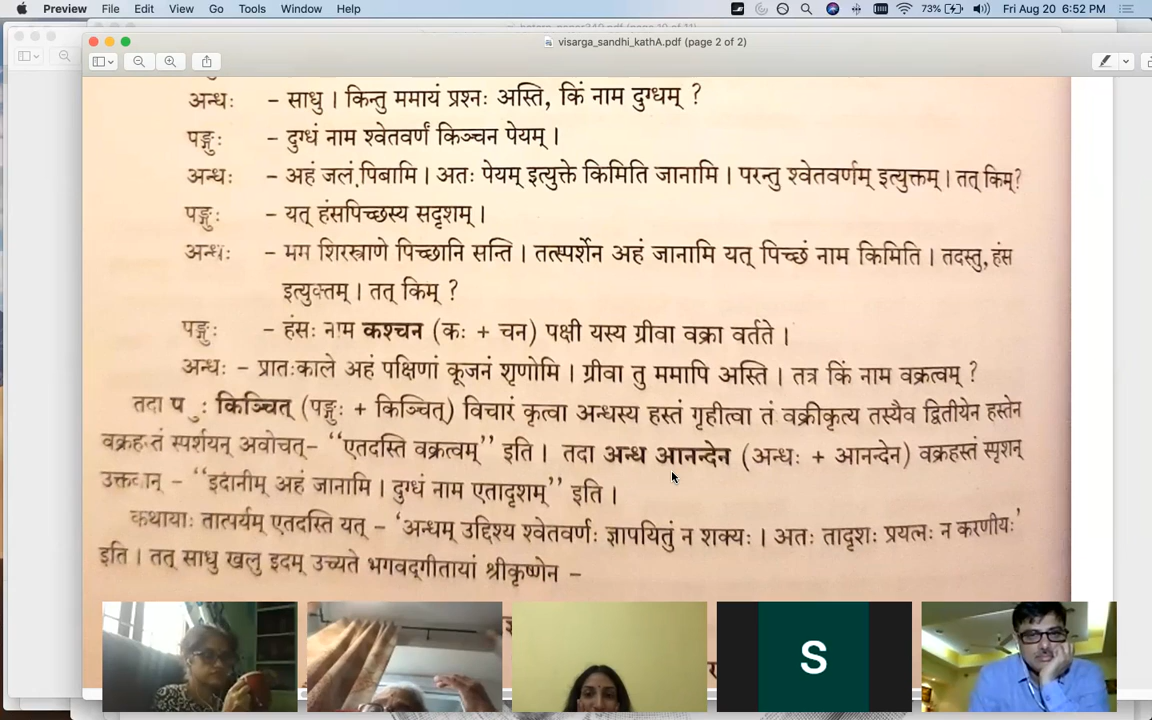 Preview File Edit View Go Tools Window Help 73% Fri Aug 20 6:52 PM
visarga_sandhi_kathA.pdf (page 2 of 2)
अन्धः - साधु । किन्तु ममायं प्रश्नः अस्ति, किं नाम दुग्धम् ?
पङ्गुः - दुग्धं नाम श्वेतवर्णं किञ्चन पेयम् ।
अन्धः - अहं जलं पिबामि । अतः पेयम् इत्युक्ते किमिति जानामि । परन्तु श्वेतवर्णम् इत्युक्तम् । तत् किम्?
पङ्गुः - यत् हंसपिच्छस्य सदृशम् ।
अन्धः - मम शिरस्त्राणे पिच्छानि सन्ति । तत्स्पर्शेन अहं जानामि यत् पिच्छं नाम किमिति । तदस्तु, हंस
इत्युक्तम् । तत् किम् ?
पङ्गुः - हंसः नाम कश्चन (कः + चन) पक्षी यस्य ग्रीवा वक्रा वर्तते ।
अन्धः - प्रातःकाले अहं पक्षिणां कूजनं शृणोमि । ग्रीवा तु ममापि अस्ति । तत्र किं नाम वक्रत्वम् ?
तदा किञ्चित् (पङ्गुः + किञ्चित्) विचारं कृत्वा अन्धस्य हस्तं गृहीत्वा तं वक्रीकृत्य तस्यैव द्वितीयेन हस्तेन
वक्रहस्तं स्पर्शयन् अवोचत्- “एतदस्ति वक्रत्वम्” इति । तदा अन्ध आनन्देन (अन्धः + आनन्देन) वक्रहस्तं स्पृशन्
उक्तवान् - “इदानीम् अहं जानामि । दुग्धं नाम एतादृशम्” इति ।
कथायाः तात्पर्यम् एतदस्ति यत् - ‘अन्धम् उद्दिश्य श्वेतवर्णः ज्ञापयितुं न शक्यः । अतः तादृशः प्रयत्नः न करणीयः’
इति । तत् साधु खलु इदम् उच्यते भगवद्गीतायां श्रीकृष्णेन -
S